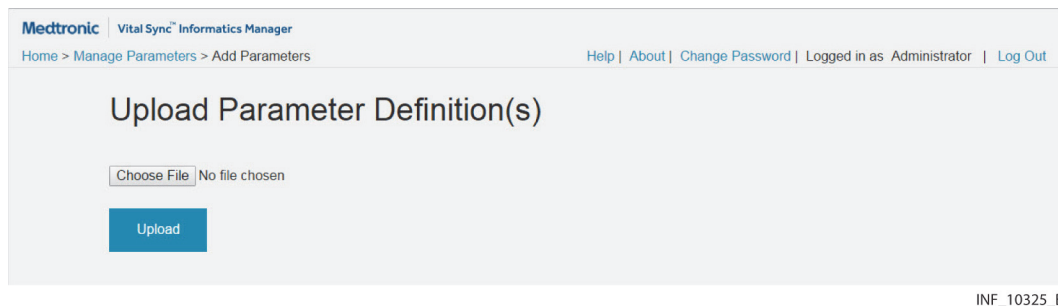 Medtronic Vital Sync™ Informatics Manager
Home > Manage Parameters > Add Parameters Help | About | Change Password | Logged in as Administrator | Log Out
Upload Parameter Definition(s)
Choose File No file chosen
Upload
INF_10325_